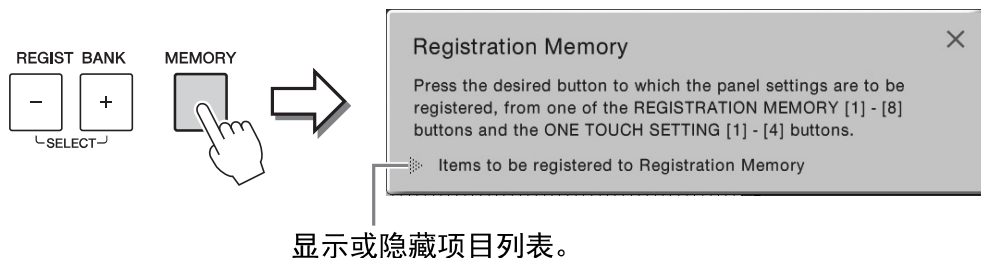 REGIST BANK
MEMORY
- +
SELECT
Registration Memory
Press the desired button to which the panel settings are to be
registered, from one of the REGISTRATION MEMORY [1] - [8]
buttons and the ONE TOUCH SETTING [1] - [4] buttons.
Items to be registered to Registration Memory
显示或隐藏项目列表。